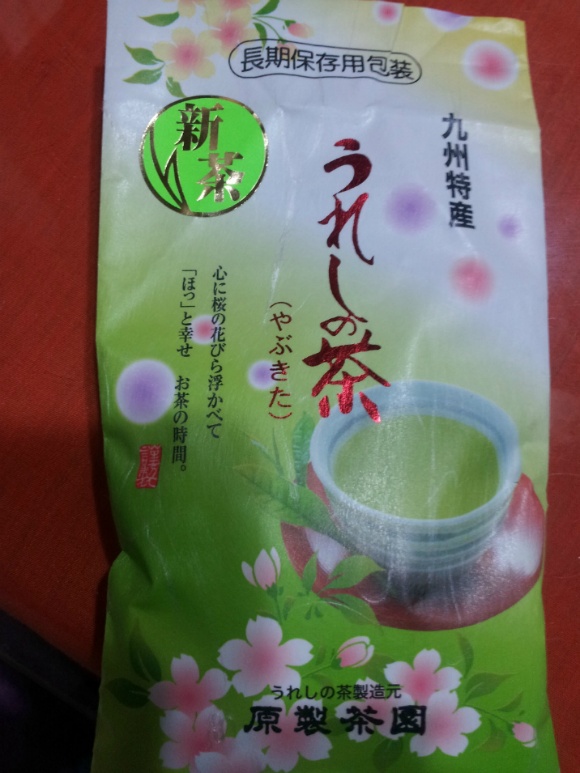 長期保存用包装
九州特産
新茶
うれしの茶
（やぶきた）
心に桜の花びら浮かべて
「ほっ」と幸せ　お茶の時間。
うれしの茶製造元
原製茶園